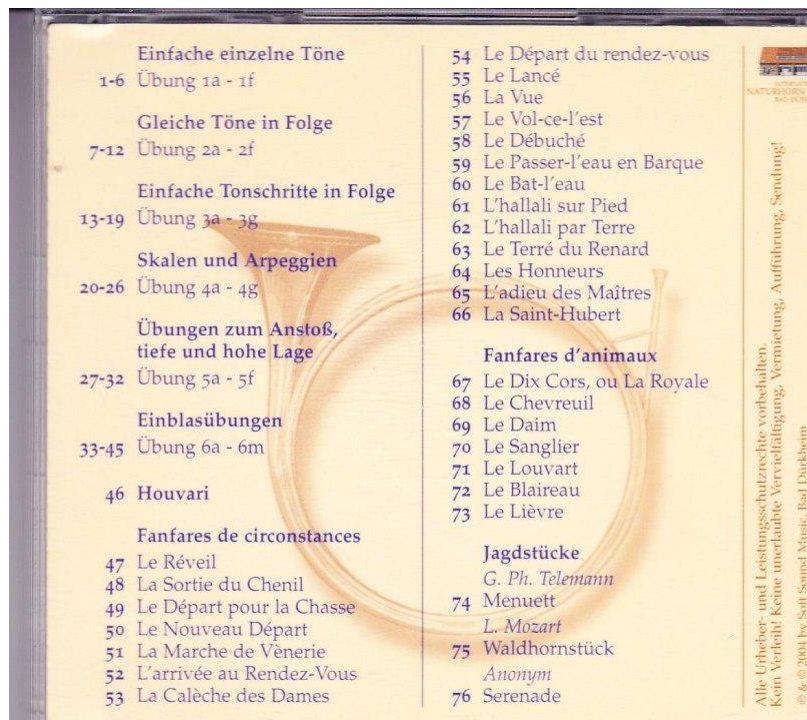 Einfache einzelne Töne
1-6 Übung 1a - 1f
Gleiche Töne in Folge
7-12 Übung 2a - 2f
Einfache Tonschritte in Folge
13-19 Übung 3a - 3g
Skalen und Arpeggien
20-26 Übung 4a - 4g
Übungen zum Anstoß,
tiefe und hohe Lage
27-32 Übung 5a - 5f
Einblasübungen
33-45 Übung 6a - 6m
46 Houvari
Fanfares de circonstances
47 Le Réveil
48 La Sortie du Chenil
49 Le Départ pour la Chasse
50 Le Nouveau Départ
51 La Marche de Vènerie
52 L'arrivée au Rendez-Vous
53 La Calèche des Dames
54 Le Départ du rendez-vous
55 Le Lancé
56 La Vue
57 Le Vol-ce-l'est
58 Le Débuché
59 Le Passer-l'eau en Barque
60 Le Bat-l'eau
61 L'hallali sur Pied
62 L'hallali par Terre
63 Le Terré du Renard
64 Les Honneurs
65 L'adieu des Maîtres
66 La Saint-Hubert
Fanfares d'animaux
67 Le Dix Cors, ou La Royale
68 Le Chevreuil
69 Le Daim
70 Le Sanglier
71 Le Louvart
72 Le Blaireau
73 Le Lièvre
Jagdstücke
G. Ph. Telemann
74 Menuett
L. Mozart
75 Waldhornstück
Anonym
76 Serenade
NATURHORN
Alle Urheber- und Leistungsschutzrechte vorbehalten.
Kein Verleih! Keine unerlaubte Vervielfältigung, Vermietung, Aufführung, Sendung!
℗ & © 2004 by Soft Sound Music, Bad Dürkheim